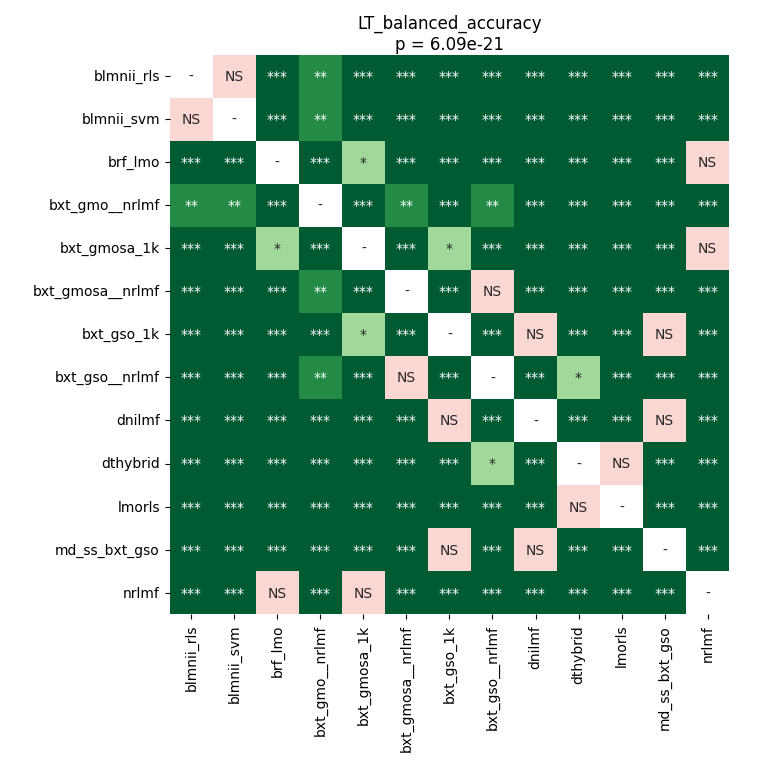 LT_balanced_accuracy
p = 6.09e-21
blmnii_rls - NS *** ** *** *** *** *** *** *** *** *** ***
blmnii_svm NS - *** ** *** *** *** *** *** *** *** *** ***
brf_lmo *** *** - *** * *** *** *** *** *** *** *** NS
bxt_gmo__nrlmf ** ** *** - *** ** *** ** *** *** *** *** ***
bxt_gmosa_1k *** *** * *** - *** * *** *** *** *** *** NS
bxt_gmosa__nrlmf *** *** *** ** *** - *** NS *** *** *** *** ***
bxt_gso_1k *** *** *** *** * *** - *** NS *** *** NS ***
bxt_gso__nrlmf *** *** *** ** *** NS *** - *** * *** *** ***
dnilmf *** *** *** *** *** *** NS *** - *** *** NS ***
dthybrid *** *** *** *** *** *** *** * *** - NS *** ***
lmorls *** *** *** *** *** *** *** *** *** NS - *** ***
md_ss_bxt_gso *** *** *** *** *** *** NS *** NS *** *** - ***
nrlmf *** *** NS *** NS *** *** *** *** *** *** *** -
blmnii_rls
blmnii_svm
brf_lmo
bxt_gmo__nrlmf
bxt_gmosa_1k
bxt_gmosa__nrlmf
bxt_gso_1k
bxt_gso__nrlmf
dnilmf
dthybrid
lmorls
md_ss_bxt_gso
nrlmf